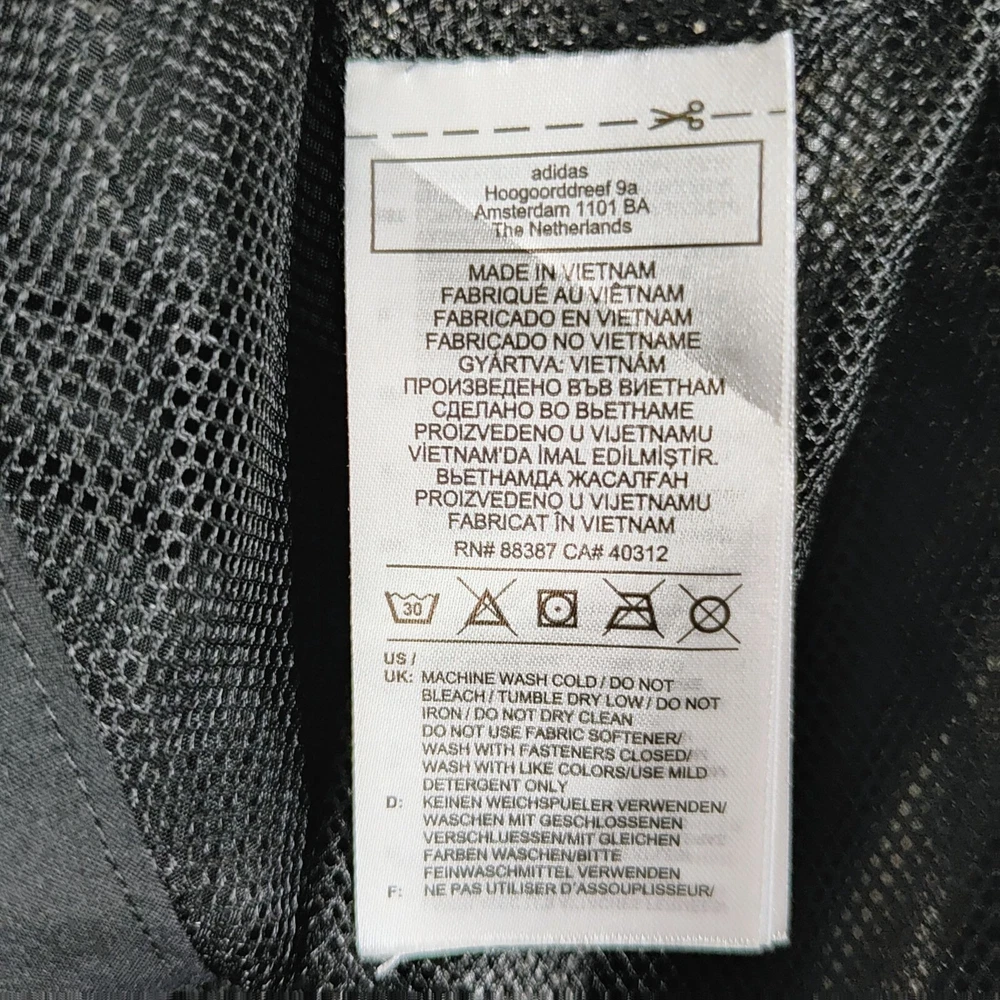 adidas
Hoogoorddreef 9a
Amsterdam 1101 BA
The Netherlands
MADE IN VIETNAM
FABRIQUÉ AU VIÊTNAM
FABRICADO EN VIETNAM
FABRICADO NO VIETNAME
GYÁRTVA: VIETNÁM
ПРОИЗВЕДЕНО ВЪВ ВИЕТНАМ
СДЕЛАНО ВО ВЬЕТНАМЕ
PROIZVEDENO U VIJETNAMU
VİETNAM'DA İMAL EDİLMİŞTİR.
ВЬЕТНАМДА ЖАСАЛҒАН
PROIZVEDENO U VIJETNAMU
FABRICAT ÎN VIETNAM
RN# 88387 CA# 40312
30
US /
UK: MACHINE WASH COLD / DO NOT
BLEACH / TUMBLE DRY LOW / DO NOT
IRON / DO NOT DRY CLEAN
DO NOT USE FABRIC SOFTENER/
WASH WITH FASTENERS CLOSED/
WASH WITH LIKE COLORS/USE MILD
DETERGENT ONLY
D: KEINEN WEICHSPUELER VERWENDEN/
WASCHEN MIT GESCHLOSSENEN
VERSCHLUESSEN/MIT GLEICHEN
FARBEN WASCHEN/BITTE
FEINWASCHMITTEL VERWENDEN
F: NE PAS UTILISER D'ASSOUPLISSEUR/